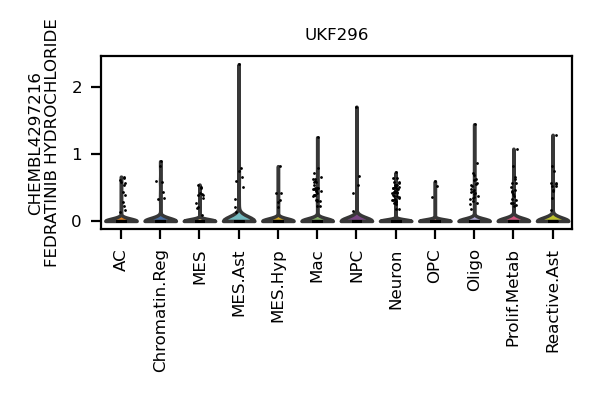 UKF296
CHEMBL4297216
FEDRATINIB HYDROCHLORIDE
2
1
0
AC
Chromatin.Reg
MES
MES.Ast
MES.Hyp
Mac
NPC
Neuron
OPC
Oligo
Prolif.Metab
Reactive.Ast